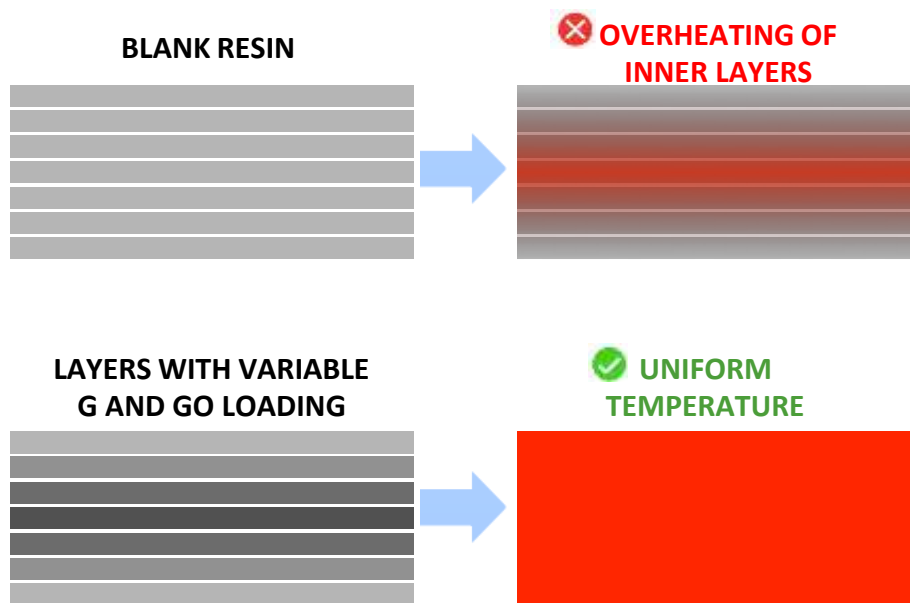 BLANK RESIN
OVERHEATING OF
INNER LAYERS
LAYERS WITH VARIABLE
G AND GO LOADING
UNIFORM
TEMPERATURE